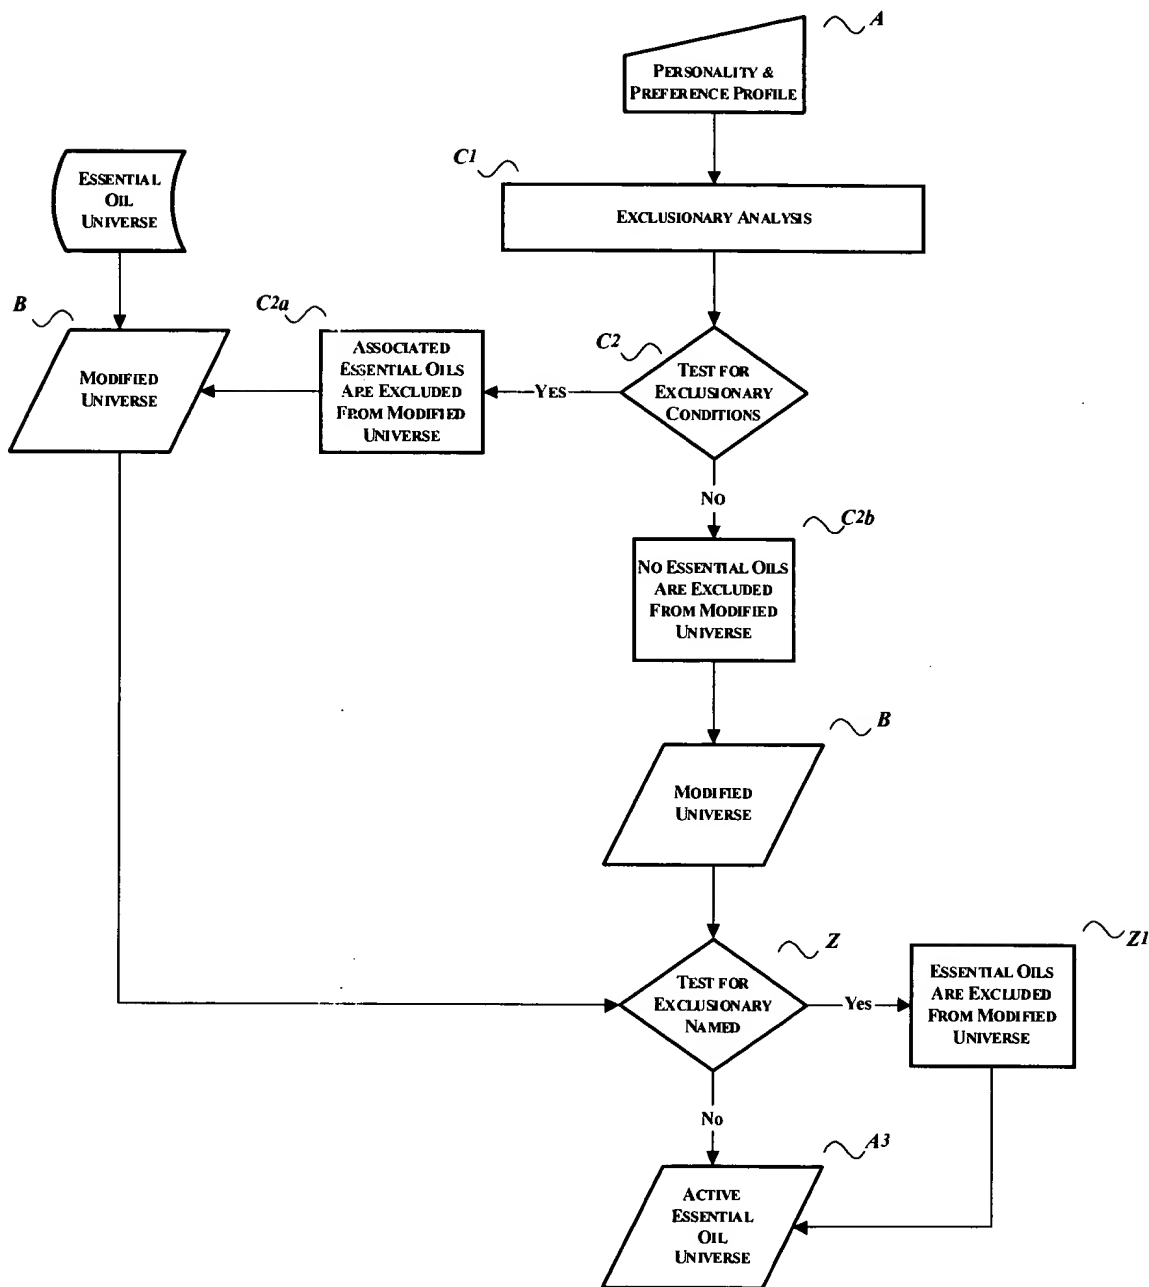 A
PERSONALITY &
PREFERENCE PROFILE
C1
EXCLUSIONARY ANALYSIS
ESSENTIAL
OIL
UNIVERSE
B
MODIFIED
UNIVERSE
C2a
ASSOCIATED
ESSENTIAL OILS
ARE EXCLUDED
FROM MODIFIED
UNIVERSE
YES
C2
TEST FOR
EXCLUSIONARY
CONDITIONS
NO
C2b
NO ESSENTIAL OILS
ARE EXCLUDED
FROM MODIFIED
UNIVERSE
B
MODIFIED
UNIVERSE
Z
TEST FOR
EXCLUSIONARY
NAMED
Yes
Z1
ESSENTIAL OILS
ARE EXCLUDED
FROM MODIFIED
UNIVERSE
No
A3
ACTIVE
ESSENTIAL
OIL
UNIVERSE